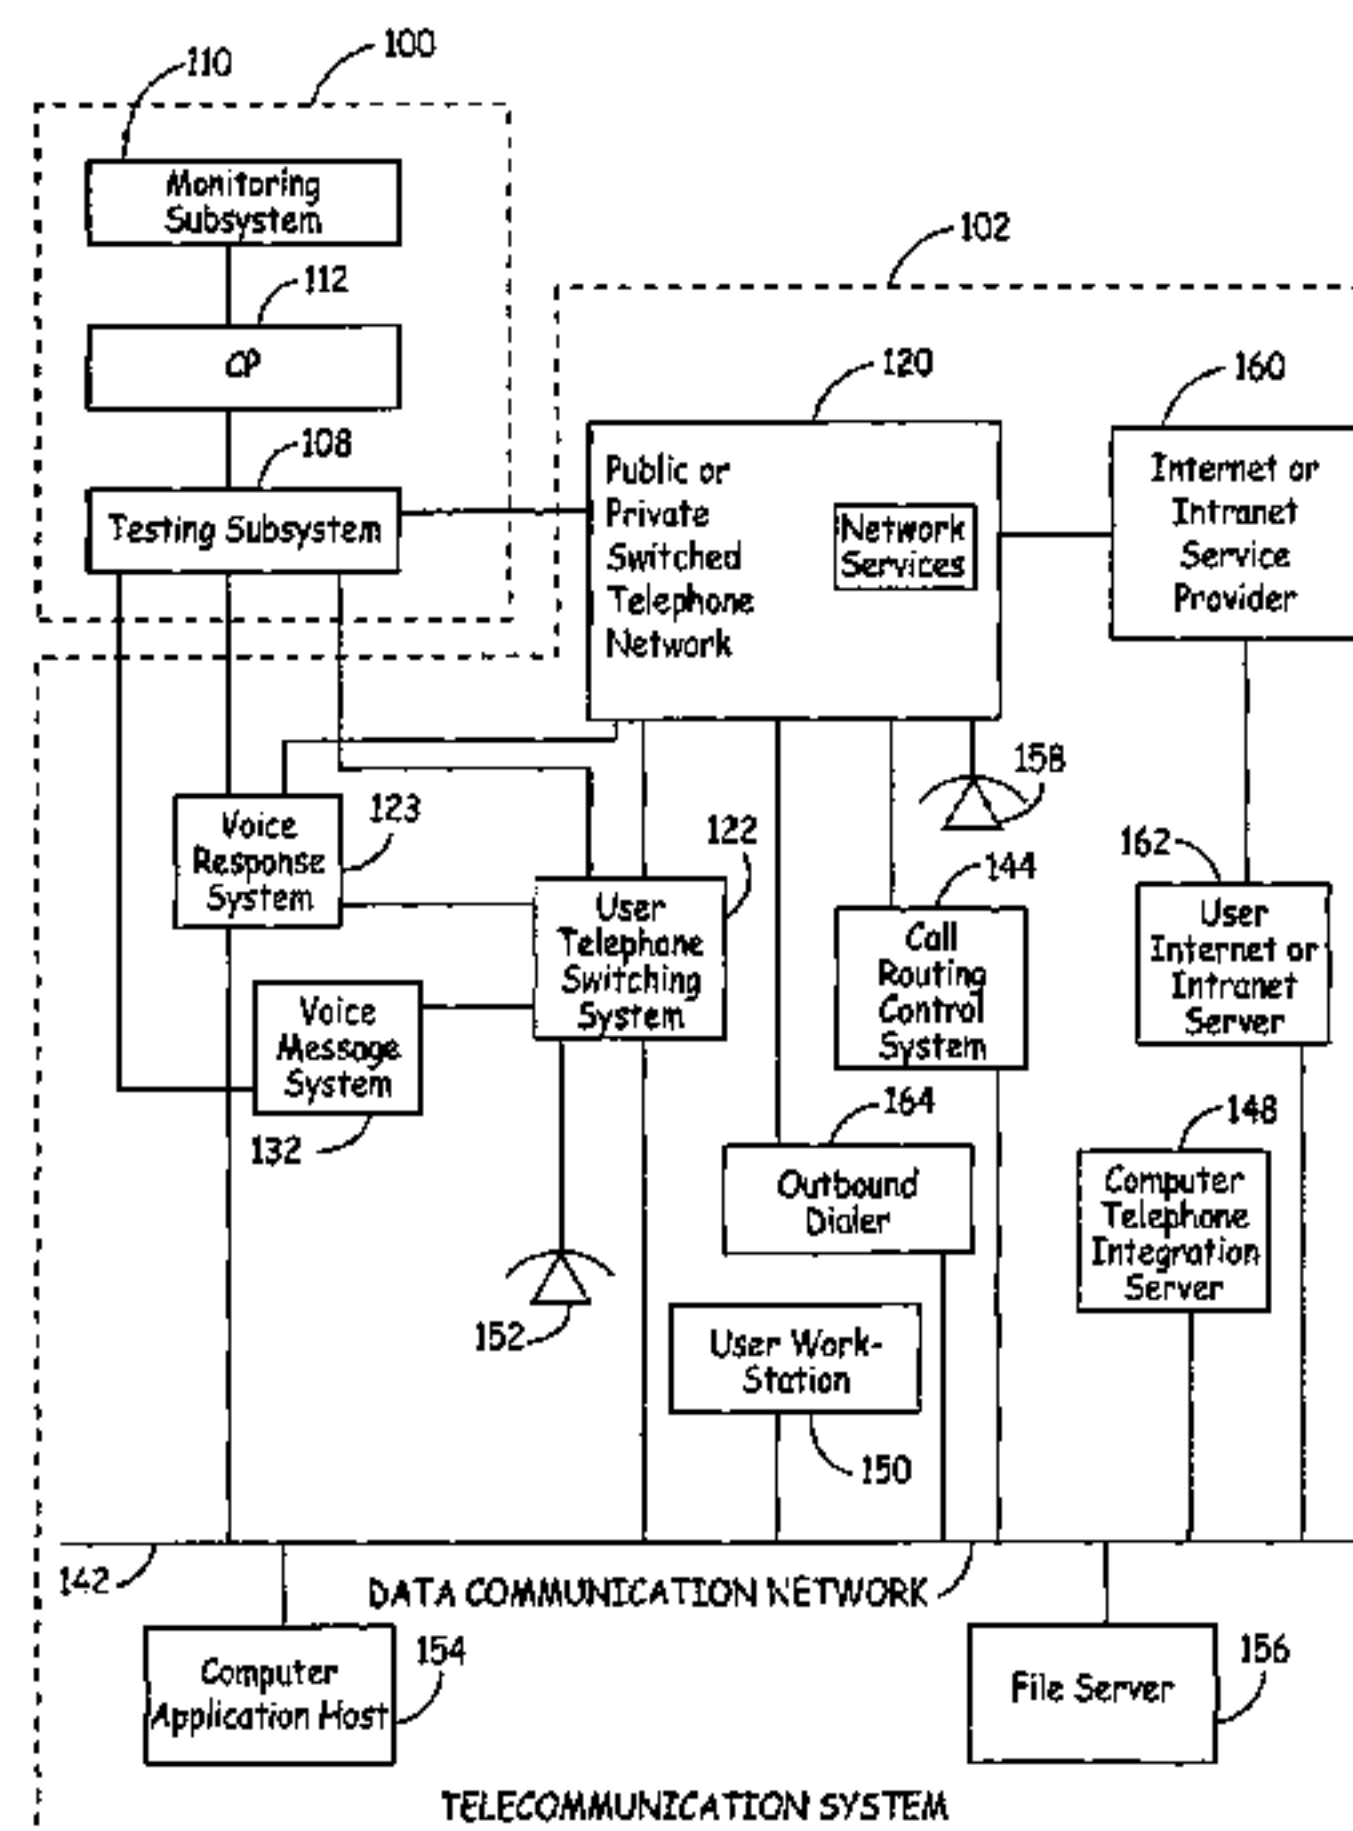 110
100
Monitoring
Subsystem
102
112
CP
120
160
108
Testing Subsystem
Public or
Private
Switched
Telephone
Network
Network
Services
Internet or
Intranet
Service
Provider
158
123
122
162
Voice
Response
System
144
User
Telephone
Switching
System
Call
Routing
Control
System
User
Internet or
Intranet
Server
Voice
Message
System
132
164
148
Outbound
Dialer
Computer
Telephone
Integration
Server
152
User Work-
Station
150
142
DATA COMMUNICATION NETWORK
154
156
Computer
Application Host
File Server
TELECOMMUNICATION SYSTEM